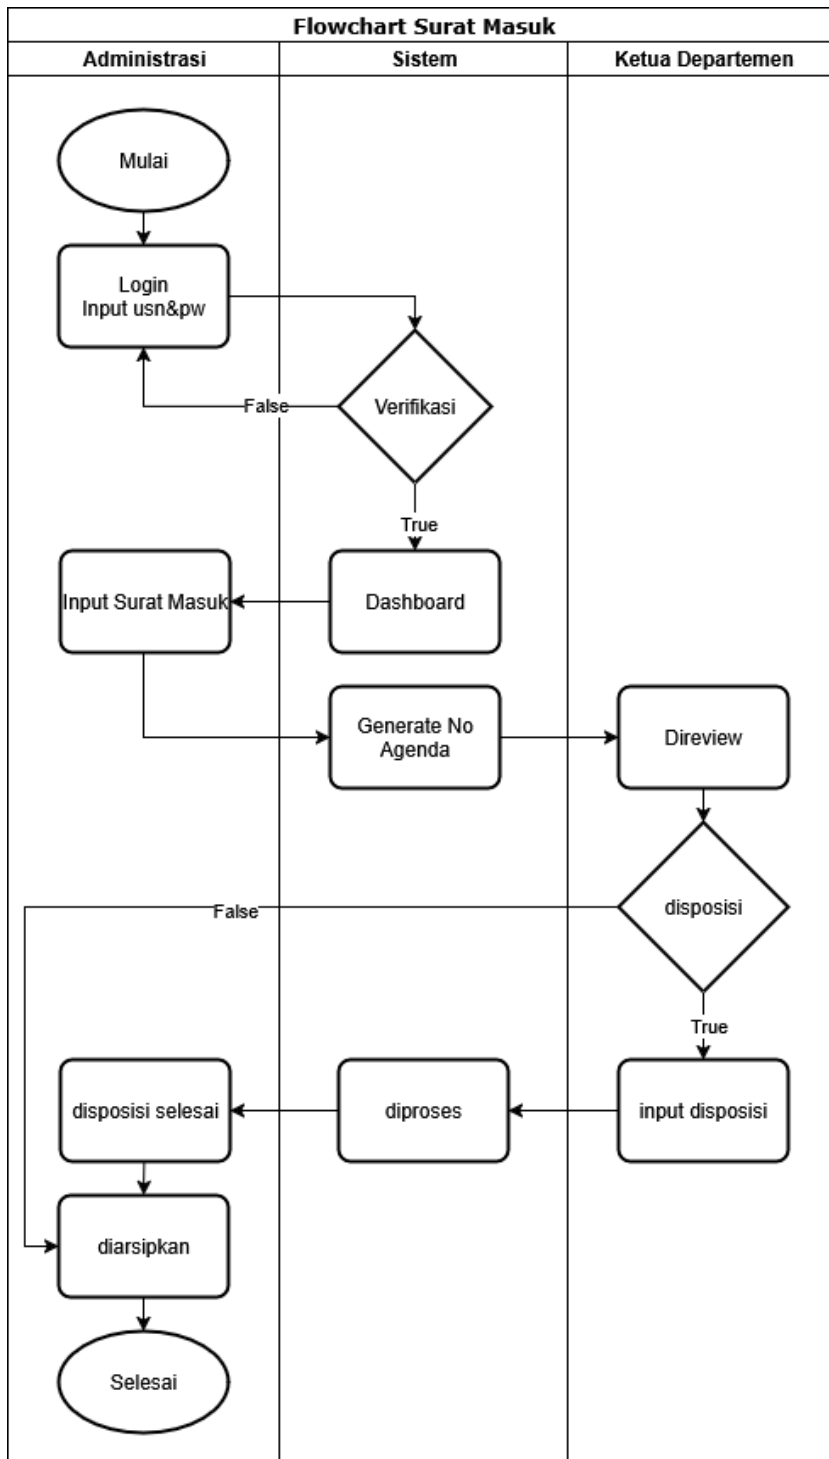 Flowchart Surat Masuk
Administrasi
Sistem
Ketua Departemen
Mulai
Login
Input usn&pw
Verifikasi
False
True
Input Surat Masuk
Dashboard
Generate No
Agenda
Direview
disposisi
False
True
disposisi selesai
diproses
input disposisi
diarsipkan
Selesai